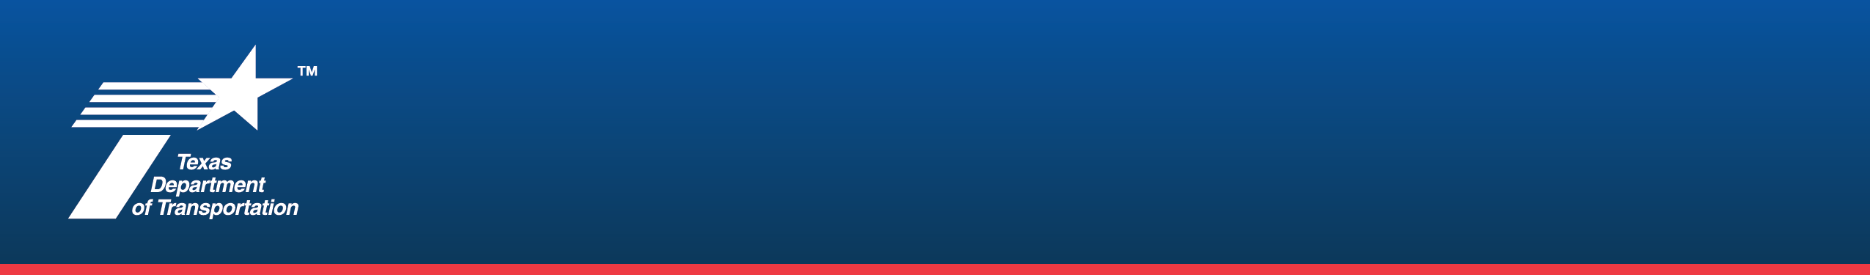 TM
Texas
Department
of Transportation